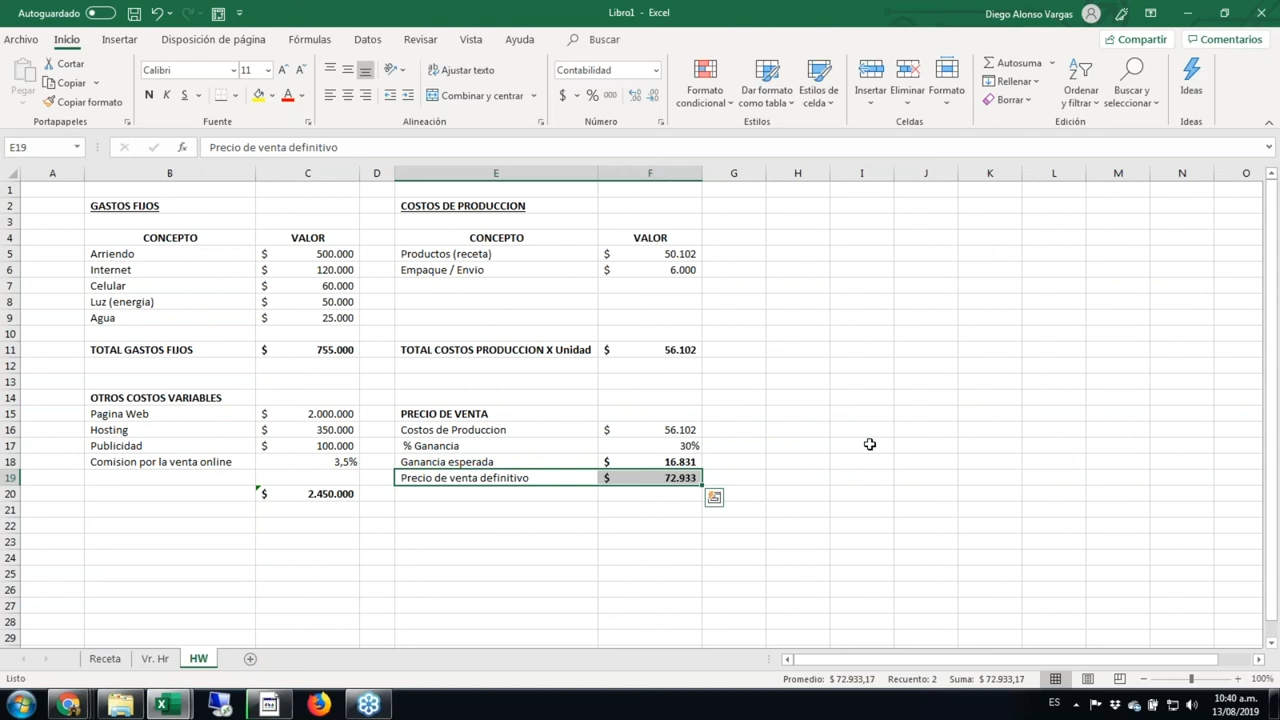 Autoguardado
Libro1 - Excel
Diego Alonso Vargas
Archivo Inicio Insertar Disposición de página Fórmulas Datos Revisar Vista Ayuda Buscar Compartir Comentarios
Pegar
Cortar
Copiar
Copiar formato
Portapapeles
Calibri 11
N K S
Fuente
Ajustar texto
Combinar y centrar
Alineación
Contabilidad
$ % 000
Número
Formato condicional
Dar formato como tabla
Estilos de celda
Estilos
Insertar Eliminar Formato
Celdas
Autosuma
Rellenar
Borrar
Ordenar y filtrar
Buscar y seleccionar
Edición
Ideas
Ideas
E19 fx Precio de venta definitivo
A B C D E F G H I J K L M N O
1
2 GASTOS FIJOS COSTOS DE PRODUCCION
3
4 CONCEPTO VALOR CONCEPTO VALOR
5 Arriendo $ 500.000 Productos (receta) $ 50.102
6 Internet $ 120.000 Empaque / Envio $ 6.000
7 Celular $ 60.000
8 Luz (energia) $ 50.000
9 Agua $ 25.000
10
11 TOTAL GASTOS FIJOS $ 755.000 TOTAL COSTOS PRODUCCION X Unidad $ 56.102
12
13
14 OTROS COSTOS VARIABLES
15 Pagina Web $ 2.000.000 PRECIO DE VENTA
16 Hosting $ 350.000 Costos de Produccion $ 56.102
17 Publicidad $ 100.000 % Ganancia 30%
18 Comision por la venta online 3,5% Ganancia esperada $ 16.831
19 Precio de venta definitivo $ 72.933
20 $ 2.450.000
21
22
23
24
25
26
27
28
29
Receta Vr. Hr HW
Listo
Promedio: $ 72.933,17 Recuento: 2 Suma: $ 72.933,17
100%
ES
10:40 a.m.
13/08/2019